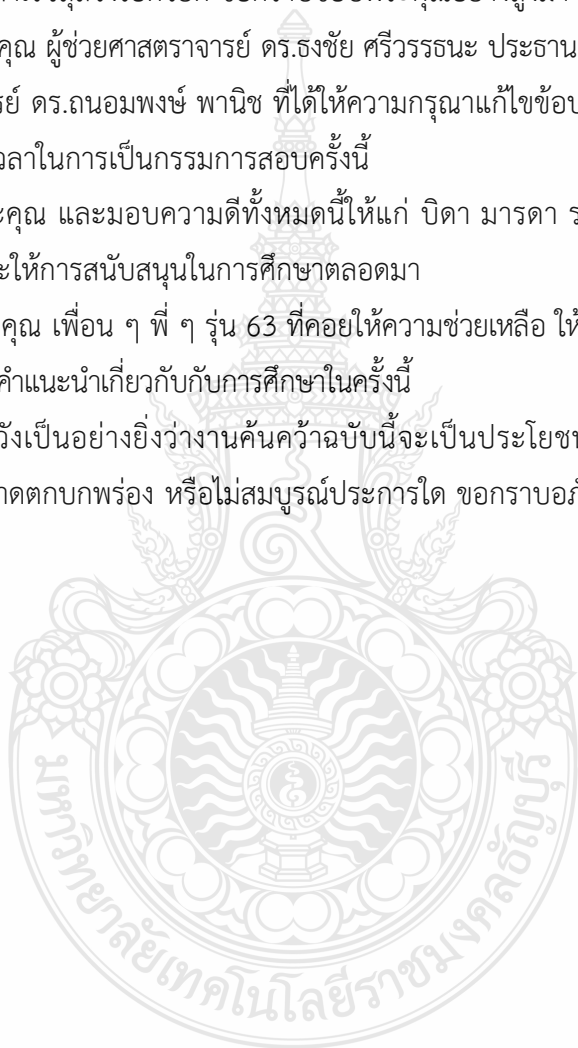 คุณ ผู้ช่วยศาสตราจารย์ ดร.ธงชัย ศรีวรรธนะ ประธาน
รย์ ดร.ถนอมพงษ์ พานิช ที่ได้ให้ความกรุณาแก้ไขข้อบ
วลาในการเป็นกรรมการสอบครั้งนี้
ะคุณ และมอบความดีทั้งหมดนี้ให้แก่ บิดา มารดา ร
ะให้การสนับสนุนในการศึกษาตลอดมา
คุณ เพื่อน ๆ พี่ ๆ รุ่น 63 ที่คอยให้ความช่วยเหลือ ให้
คำแนะนำเกี่ยวกับกับการศึกษาในครั้งนี้
วังเป็นอย่างยิ่งว่างานค้นคว้าฉบับนี้จะเป็นประโยชน
าดตกบกพร่อง หรือไม่สมบูรณ์ประการใด ขอกราบอภั
มหาวิทยาลัยเทคโนโลยีราชมงคลธัญบุรี